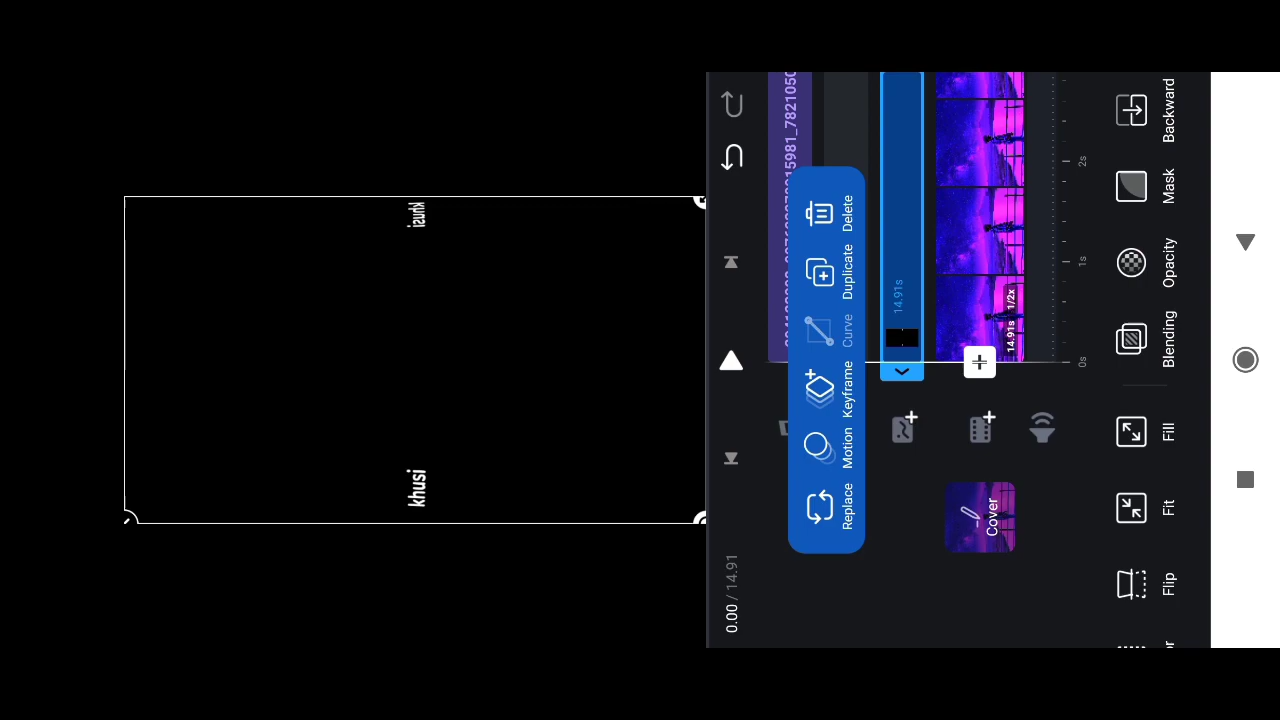 khusi
khusi
0.00 / 14.91
Replace
Motion
Keyframe
Curve
Duplicate
Delete
14.91s
14.91s 1/2x
Cover
0s
1s
2s
Flip
Fit
Fill
Blending
Opacity
Mask
Backward